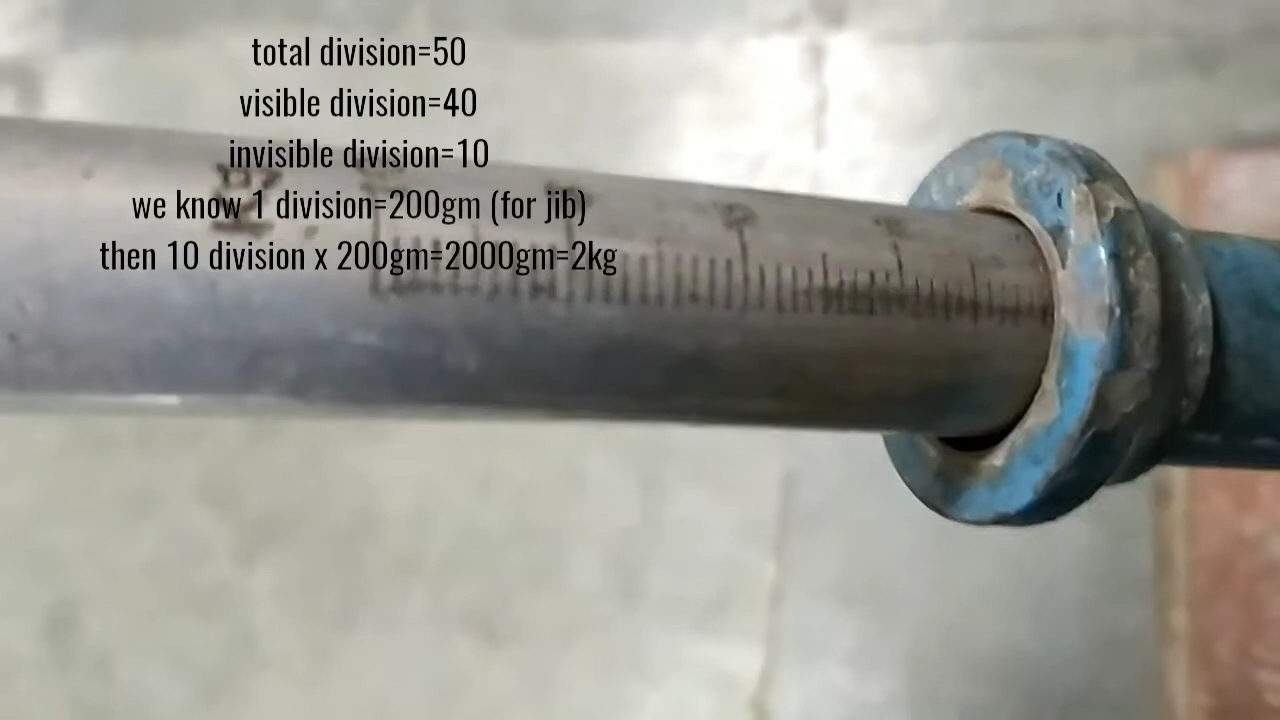 total division=50
visible division=40
invisible division=10
we know 1 division=200gm (for jib)
then 10 division x 200gm=2000gm=2kg